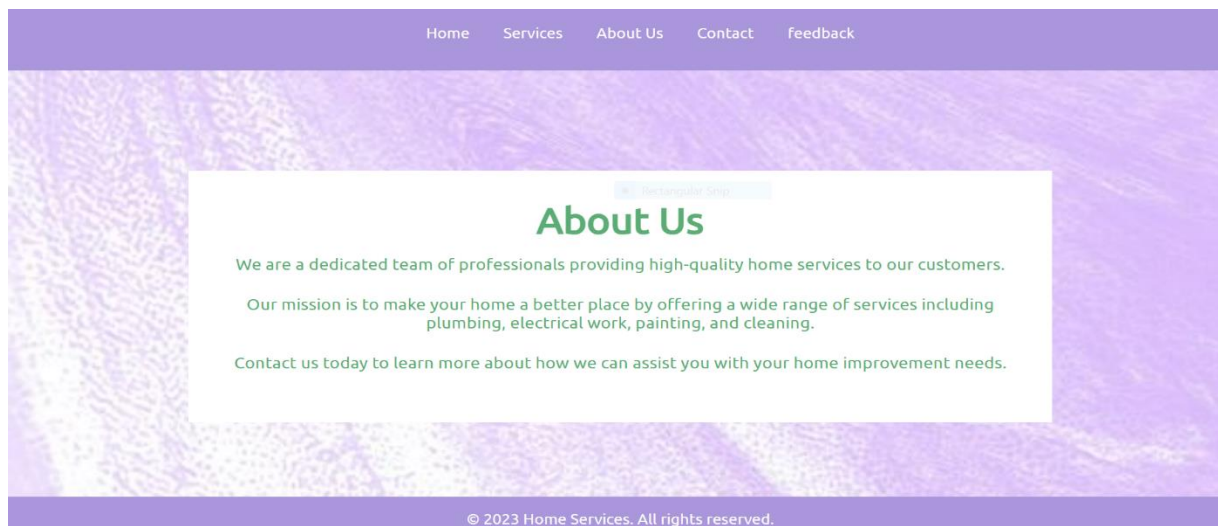 Home Services About Us Contact feedback
Rectangular Snip
About Us
We are a dedicated team of professionals providing high-quality home services to our customers.
Our mission is to make your home a better place by offering a wide range of services including
plumbing, electrical work, painting, and cleaning.
Contact us today to learn more about how we can assist you with your home improvement needs.
© 2023 Home Services. All rights reserved.